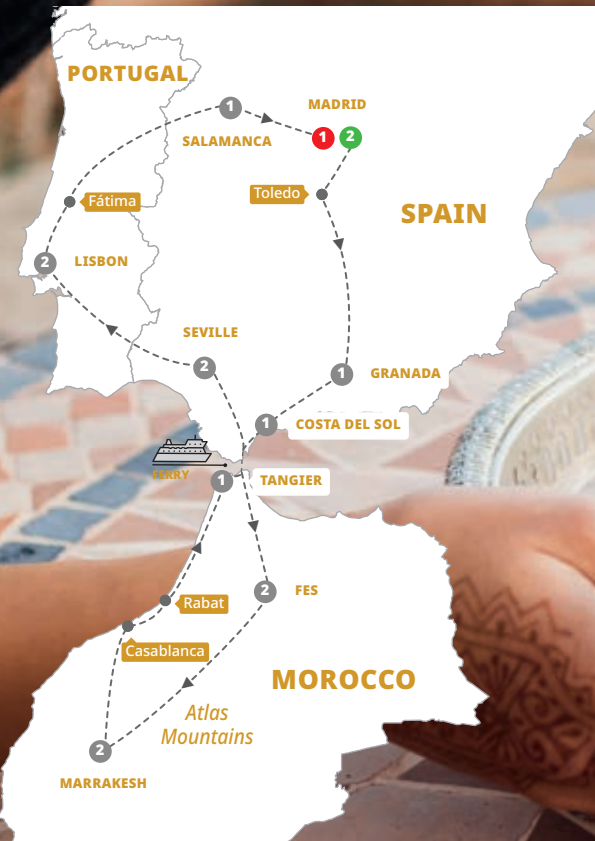 PORTUGAL
1
MADRID
SALAMANCA
1
2
Toledo
Fátima
SPAIN
2
LISBON
SEVILLE
2
1
GRANADA
1
COSTA DEL SOL
FERRY
1
TANGIER
2
FES
Rabat
Casablanca
MOROCCO
Atlas
Mountains
2
MARRAKESH